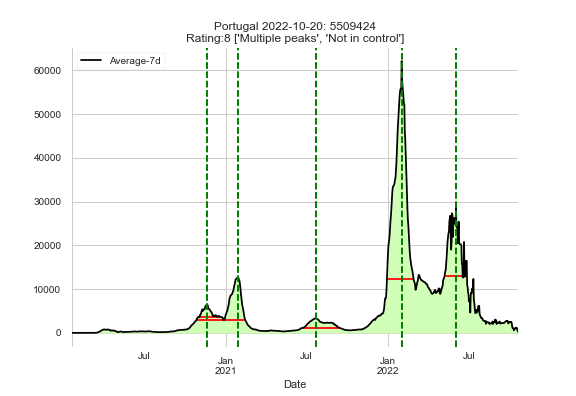 Portugal 2022-10-20: 5509424
Rating:8 ['Multiple peaks', 'Not in control']
Average-7d
60000
50000
40000
30000
20000
10000
0
Jul
Jan
2021
Jul
Jan
2022
Jul
Date